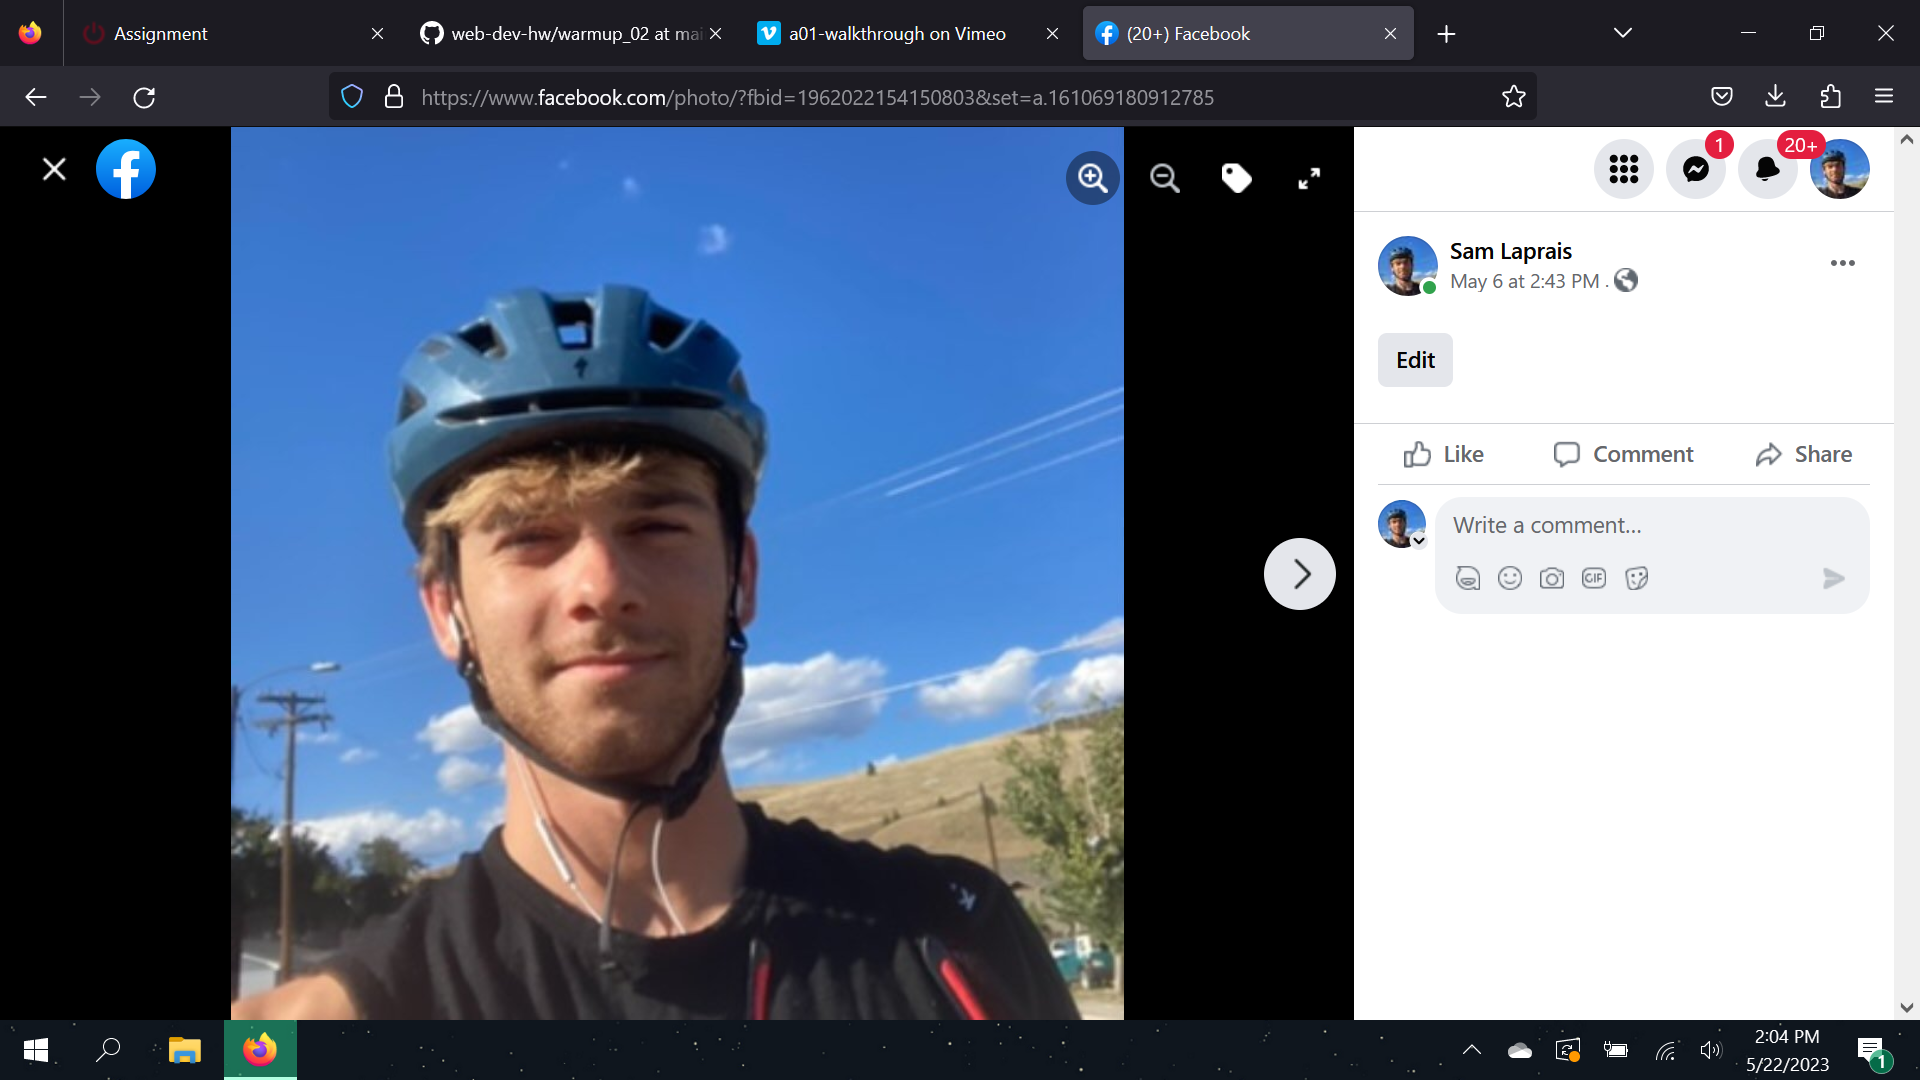 Assignment
web-dev-hw/warmup_02 at mai
a01-walkthrough on Vimeo
(20+) Facebook
https://www.facebook.com/photo/?fbid=1962022154150803&set=a.161069180912785
1
20+
Sam Laprais
May 6 at 2:43 PM ·
Edit
Like
Comment
Share
Write a comment...
GIF
K.
2:04 PM
5/22/2023
1